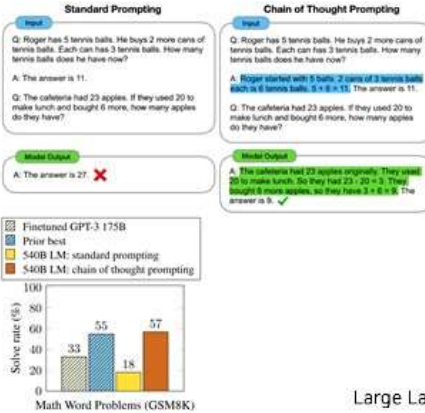 Standard Prompting
Input
Q: Roger has 5 tennis balls. He buys 2 more cans of
tennis balls. Each can has 3 tennis balls. How many
tennis balls does he have now?
A: The answer is 11.
Q: The cafeteria had 23 apples. If they used 20 to
make lunch and bought 6 more, how many apples
do they have?
Model Output
A: The answer is 27.
Chain of Thought Prompting
Input
Q: Roger has 5 tennis balls. He buys 2 more cans of
tennis balls. Each can has 3 tennis balls. How many
tennis balls does he have now?
A: Roger started with 5 balls. 2 cans of 3 tennis balls
each is 6 tennis balls. 5 + 6 = 11. The answer is 11.
Q: The cafeteria had 23 apples. If they used 20 to
make lunch and bought 6 more, how many apples
do they have?
Model Output
A: The cafeteria had 23 apples originally. They used
20 to make lunch. So they had 23 - 20 = 3. They
bought 6 more apples, so they have 3 + 6 = 9. The
answer is 9.
Finetuned GPT-3 175B
Prior best
540B LM: standard prompting
540B LM: chain of thought prompting
Solve rate (%)
100
80
60
40
20
0
33
55
18
57
Math Word Problems (GSM8K)
Large La